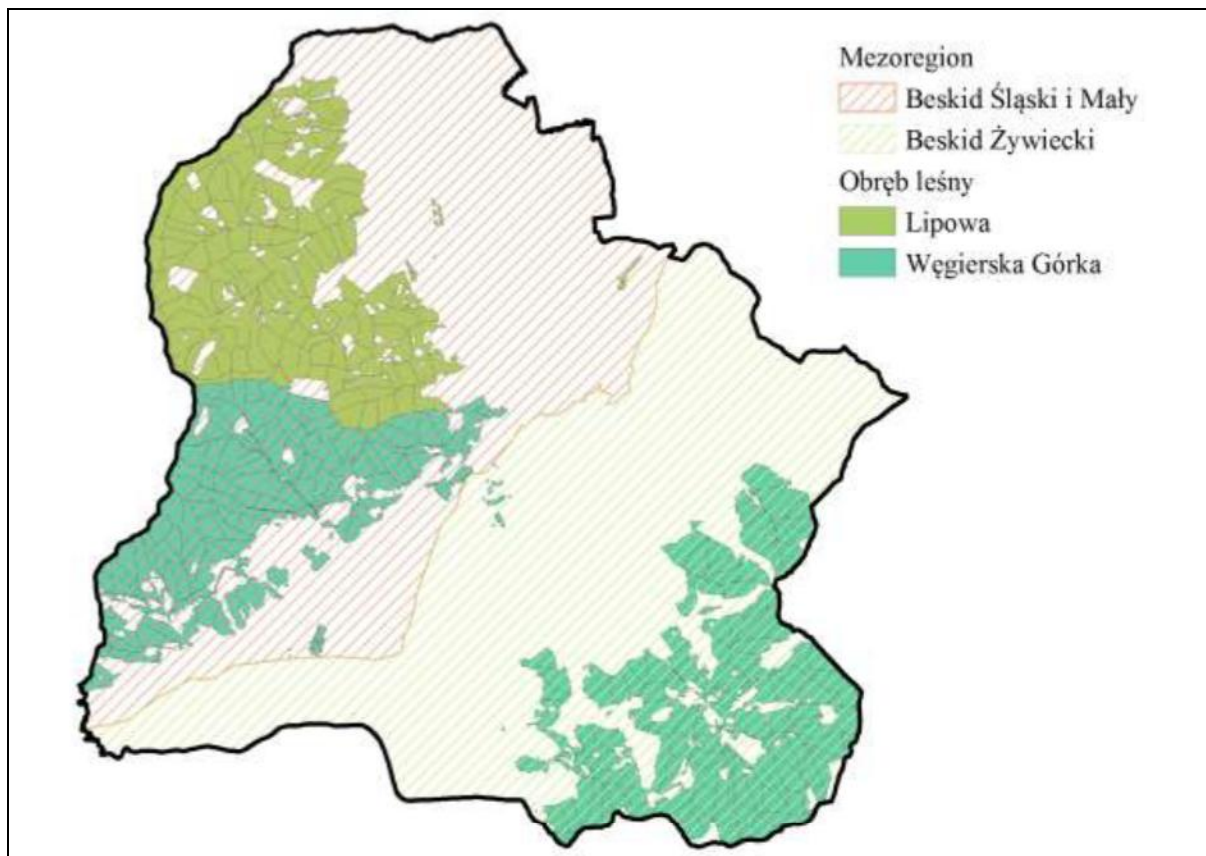 Mezoregion
Beskid Śląski i Mały
Beskid Żywiecki
Obręb leśny
Lipowa
Węgierska Górka